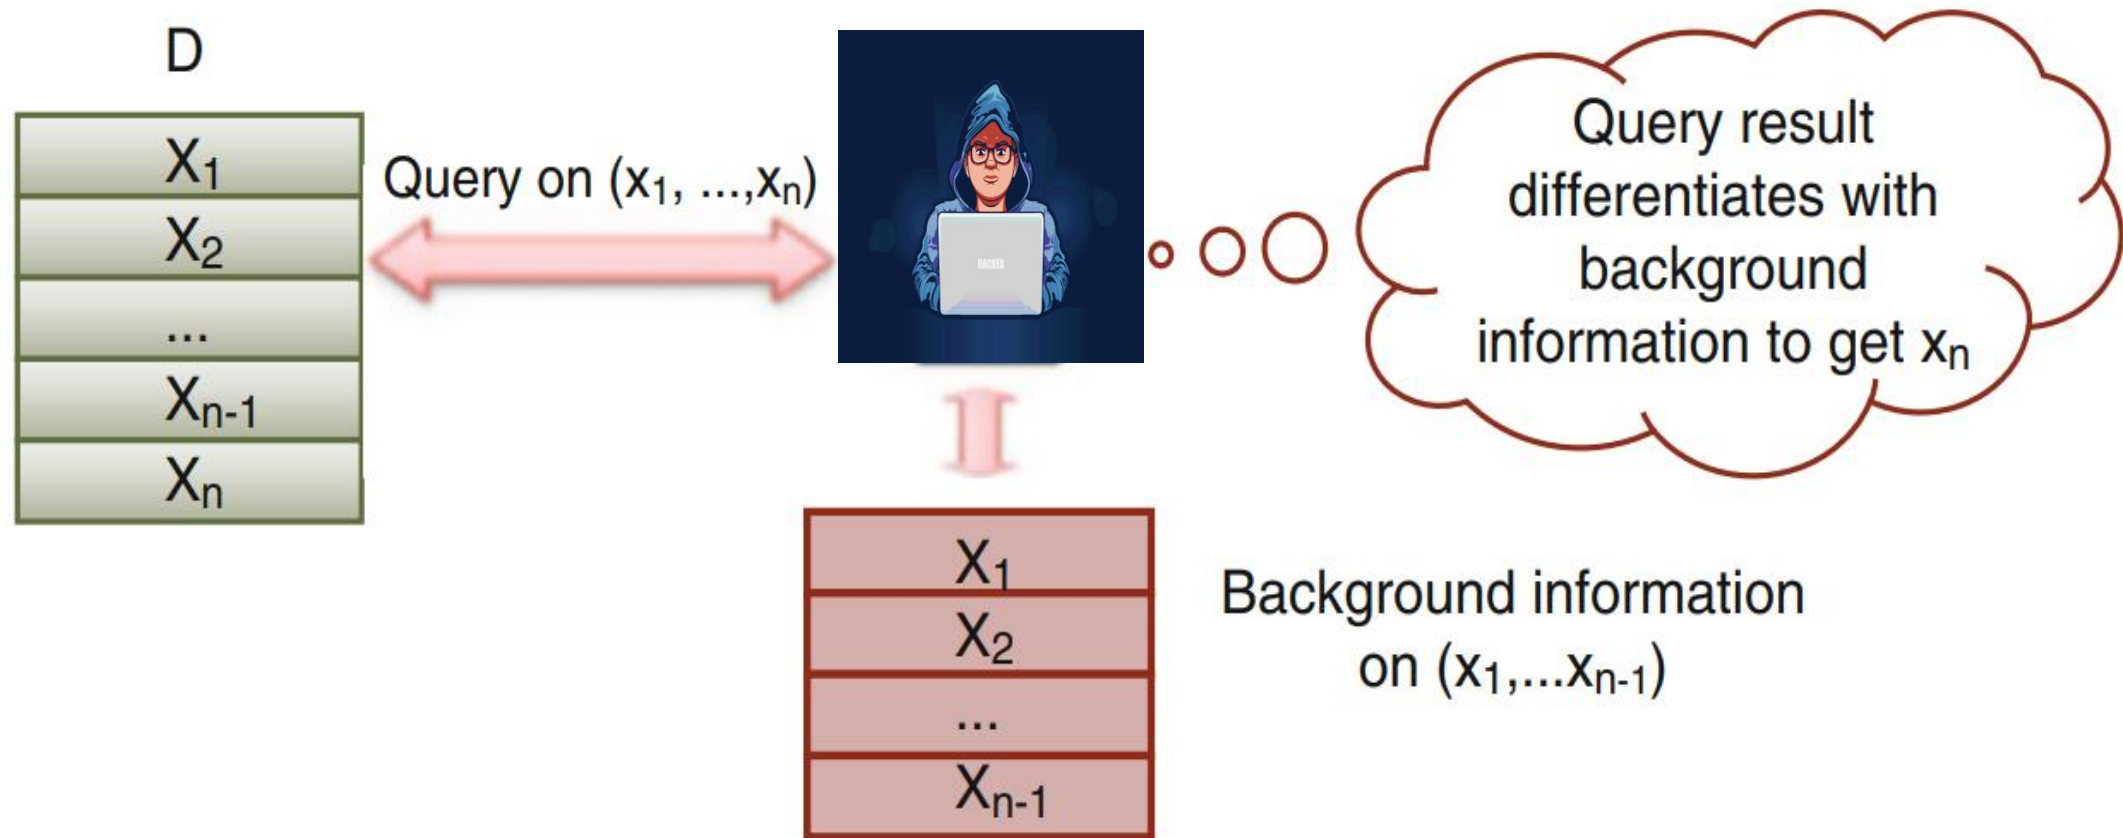 D
X₁
X₂
...
Xₙ₋₁
Xₙ
Query on (x₁, ...,xₙ)
HACKER
Query result
differentiates with
background
information to get xₙ
X₁
X₂
...
Xₙ₋₁
Background information
on (x₁,...xₙ₋₁)